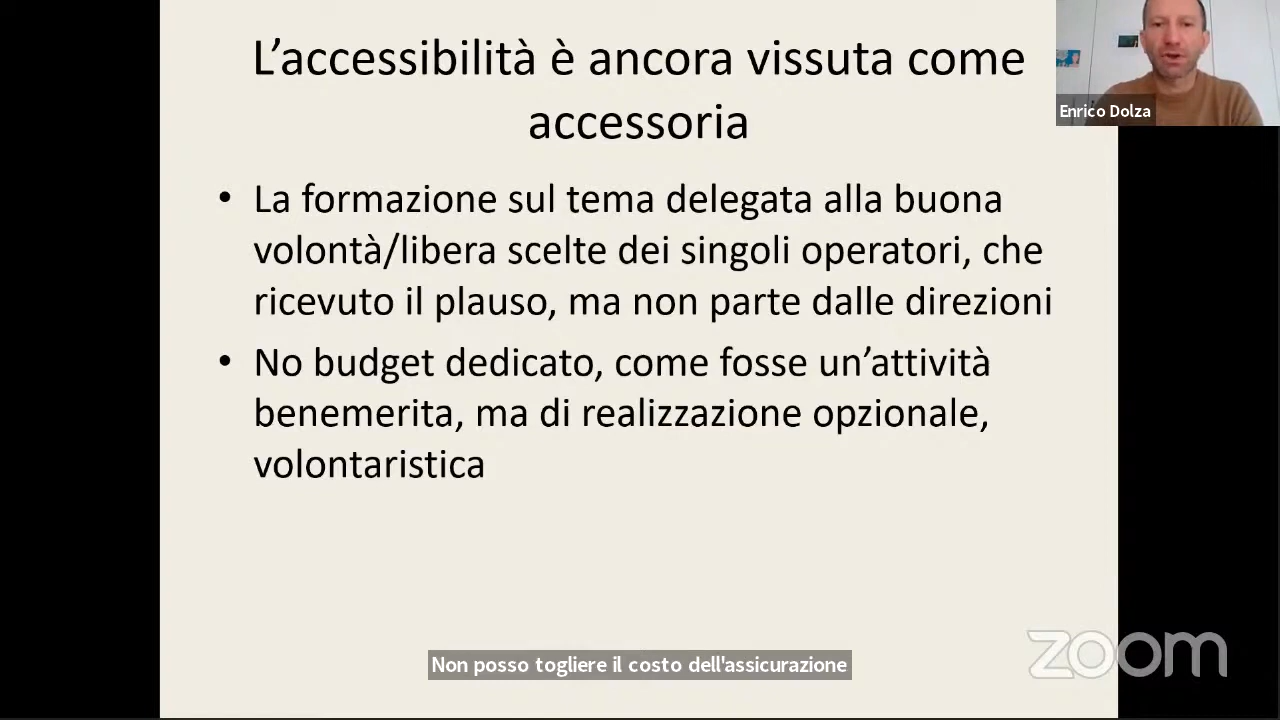 L'accessibilità è ancora vissuta come
accessoria
Enrico Dolza
• La formazione sul tema delegata alla buona
volontà/libera scelte dei singoli operatori, che
ricevuto il plauso, ma non parte dalle direzioni
• No budget dedicato, come fosse un'attività
benemerita, ma di realizzazione opzionale,
volontaristica
Non posso togliere il costo dell'assicurazione
zoom